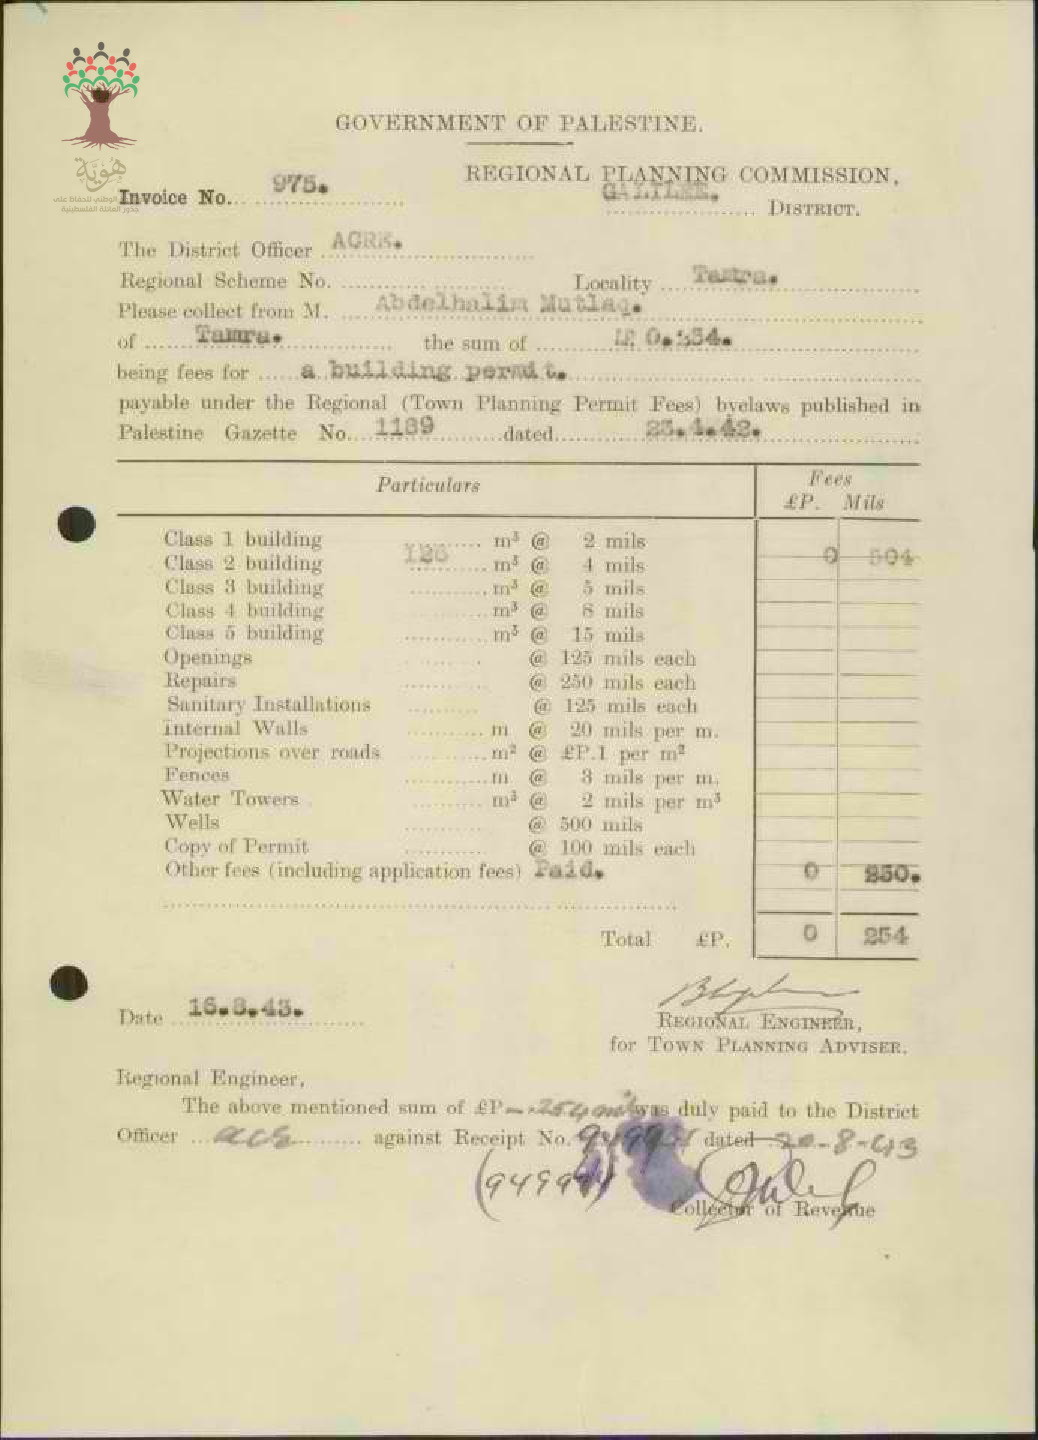 هُويَّة
GOVERNMENT OF PALESTINE.
REGIONAL PLANNING COMMISSION,
Invoice No. 975.
GALILEE. DISTRICT.
The District Officer ACRE.
Regional Scheme No. Locality Tamra.
Please collect from M. Abdelhalim Mutlaq.
of Tamra. the sum of LP 0.254.
being fees for a building permit.
payable under the Regional (Town Planning Permit Fees) byelaws published in
Palestine Gazette No. 1189 dated 23.4.42.
Particulars Fees
£P. Mils
Class 1 building m³ @ 2 mils
Class 2 building 126 m³ @ 4 mils 0 504
Class 3 building m³ @ 5 mils
Class 4 building m³ @ 8 mils
Class 5 building m³ @ 15 mils
Openings @ 125 mils each
Repairs @ 250 mils each
Sanitary Installations @ 125 mils each
Internal Walls m @ 20 mils per m.
Projections over roads m² @ £P.1 per m²
Fences m @ 3 mils per m.
Water Towers m³ @ 2 mils per m³
Wells @ 500 mils
Copy of Permit @ 100 mils each
Other fees (including application fees) Paid. 0 250.
Total £P. 0 254
Date 16.8.43.
REGIONAL ENGINEER,
for TOWN PLANNING ADVISER.
Regional Engineer,
The above mentioned sum of £P -.254 mils was duly paid to the District
Officer acre against Receipt No. dated 20-8-43
Collector of Revenue